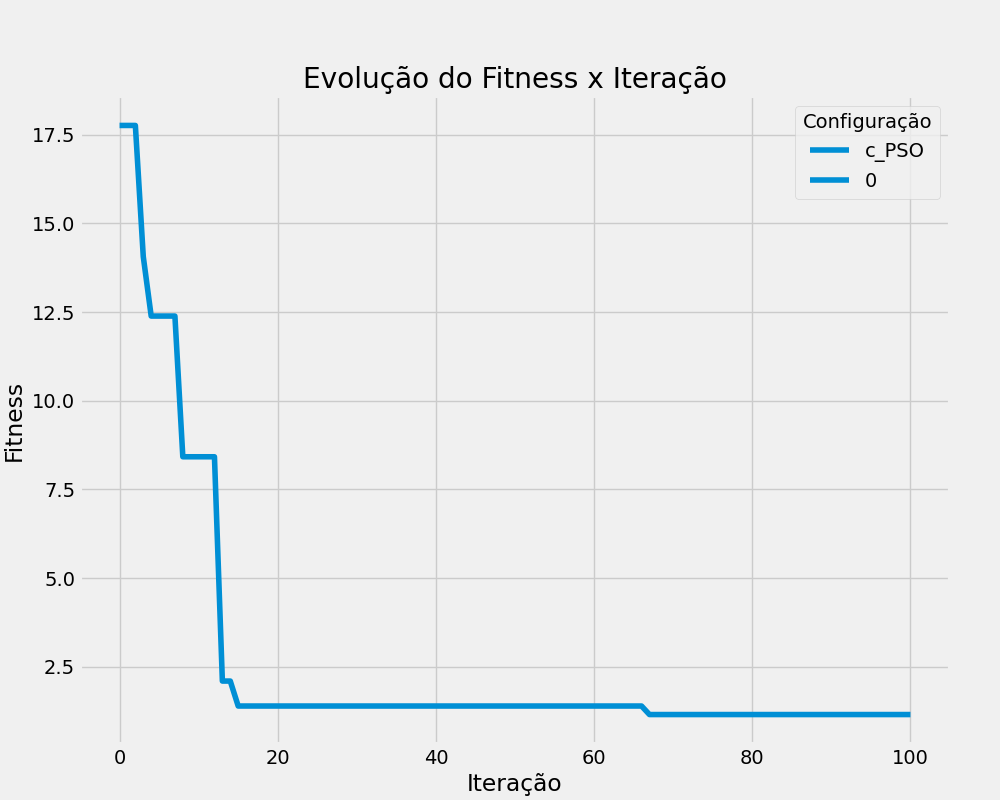 Evolução do Fitness x Iteração
Configuração
c_PSO
0
Fitness
17.5
15.0
12.5
10.0
7.5
5.0
2.5
0 20 40 60 80 100
Iteração